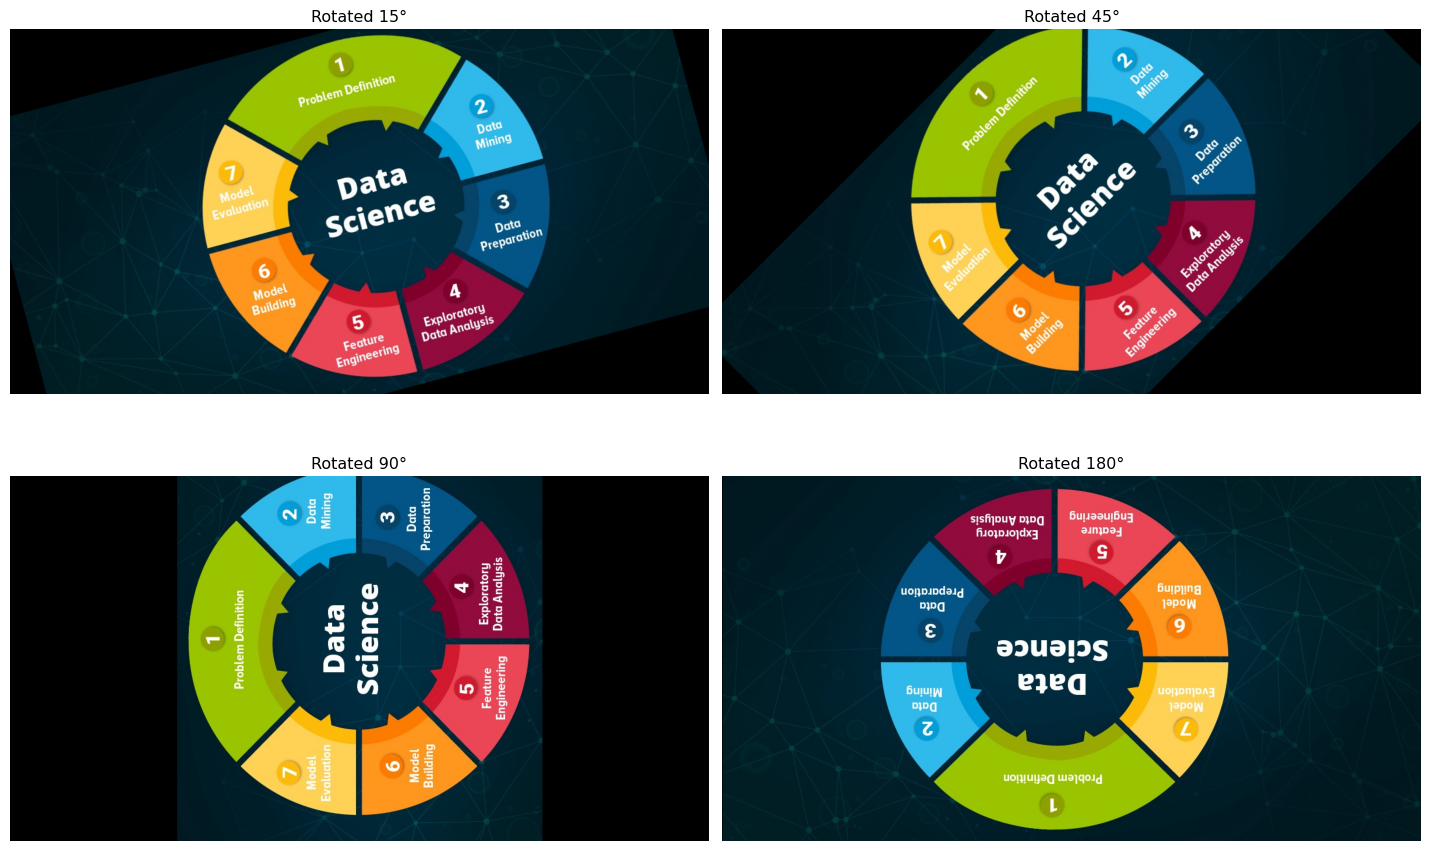 Rotated 15°
1
Problem Definition
2
Data
Mining
3
Data
Preparation
4
Exploratory
Data Analysis
5
Feature
Engineering
6
Model
Building
7
Model
Evaluation
Data
Science
Rotated 45°
1
Problem Definition
2
Data
Mining
3
Data
Preparation
4
Exploratory
Data Analysis
5
Feature
Engineering
6
Model
Building
7
Model
Evaluation
Data
Science
Rotated 90°
1
Problem Definition
2
Data
Mining
3
Data
Preparation
4
Exploratory
Data Analysis
5
Feature
Engineering
6
Model
Building
7
Model
Evaluation
Data
Science
Rotated 180°
1
Problem Definition
2
Data
Mining
3
Data
Preparation
4
Exploratory
Data Analysis
5
Feature
Engineering
6
Model
Building
7
Model
Evaluation
Data
Science